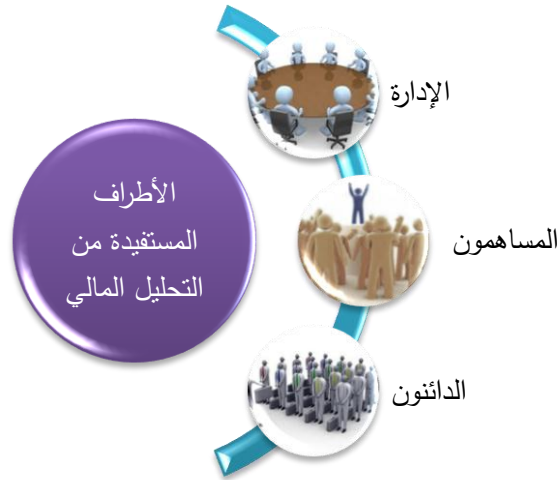 الأطراف
المستفيدة من
التحليل المالي
الإدارة
المساهمون
الدائنون